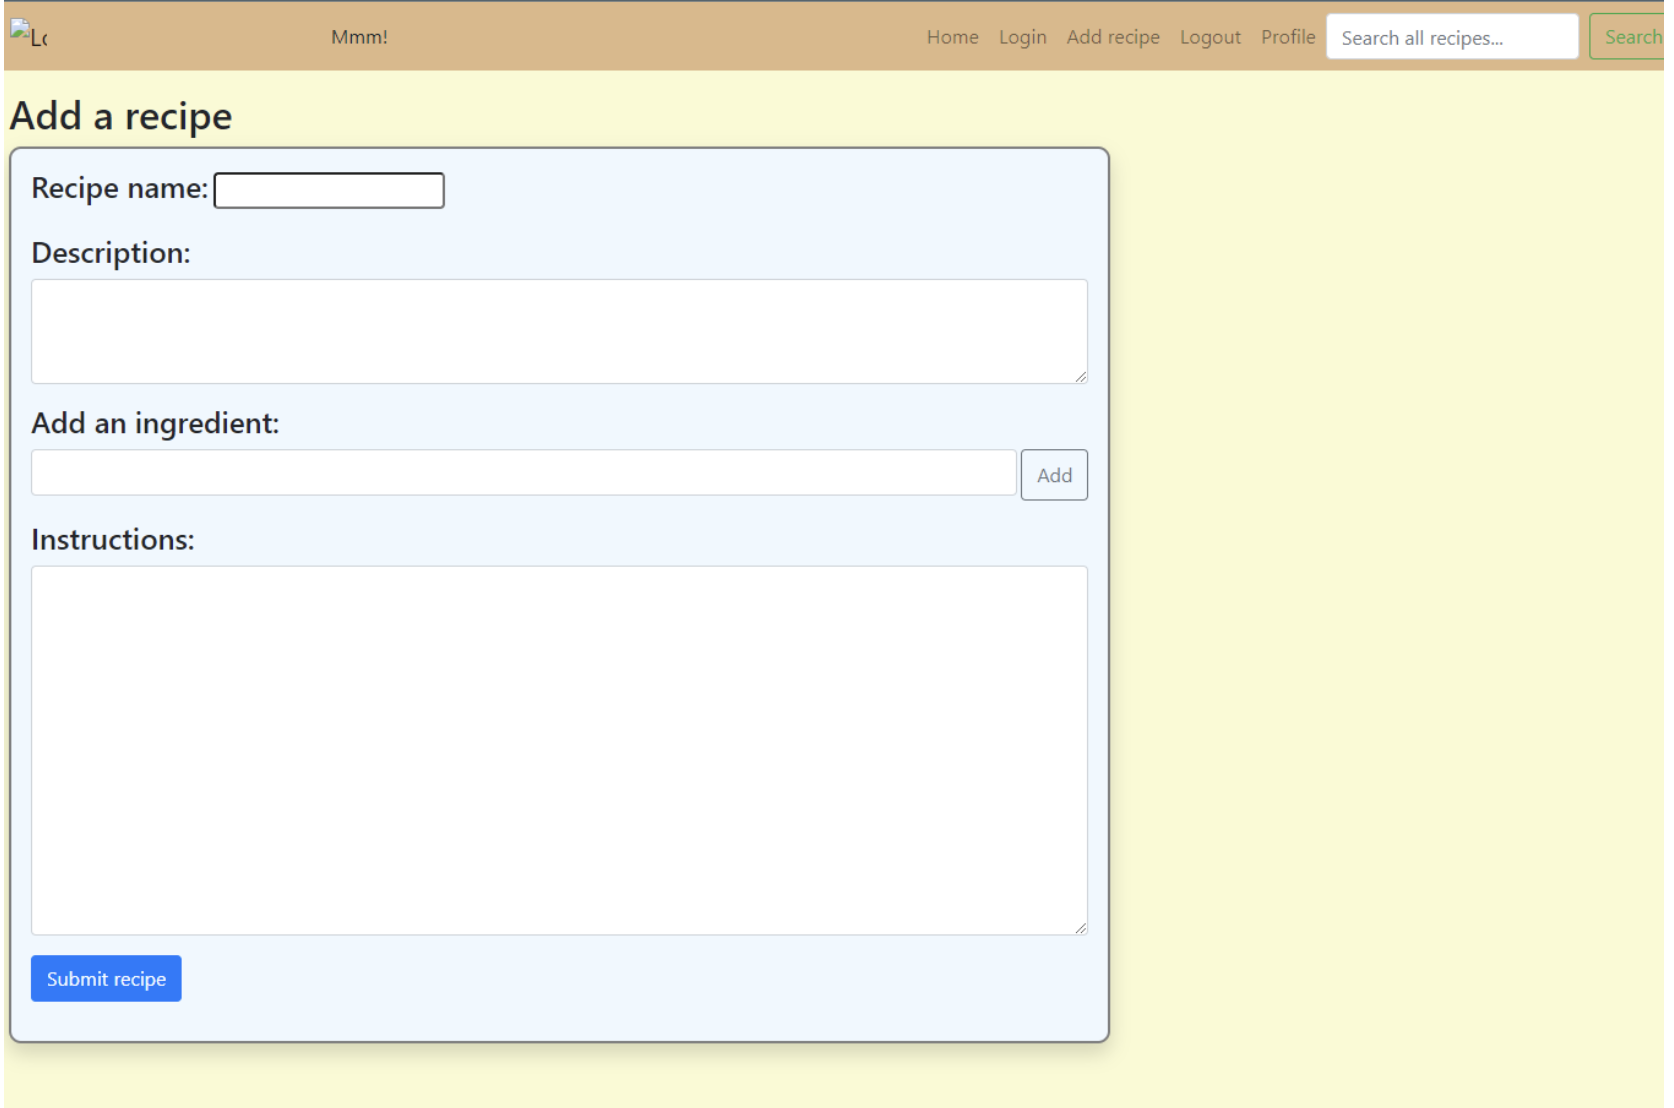 Mmm!
Home Login Add recipe Logout Profile Search all recipes... Search
Add a recipe
Recipe name:
Description:
Add an ingredient:
Add
Instructions:
Submit recipe